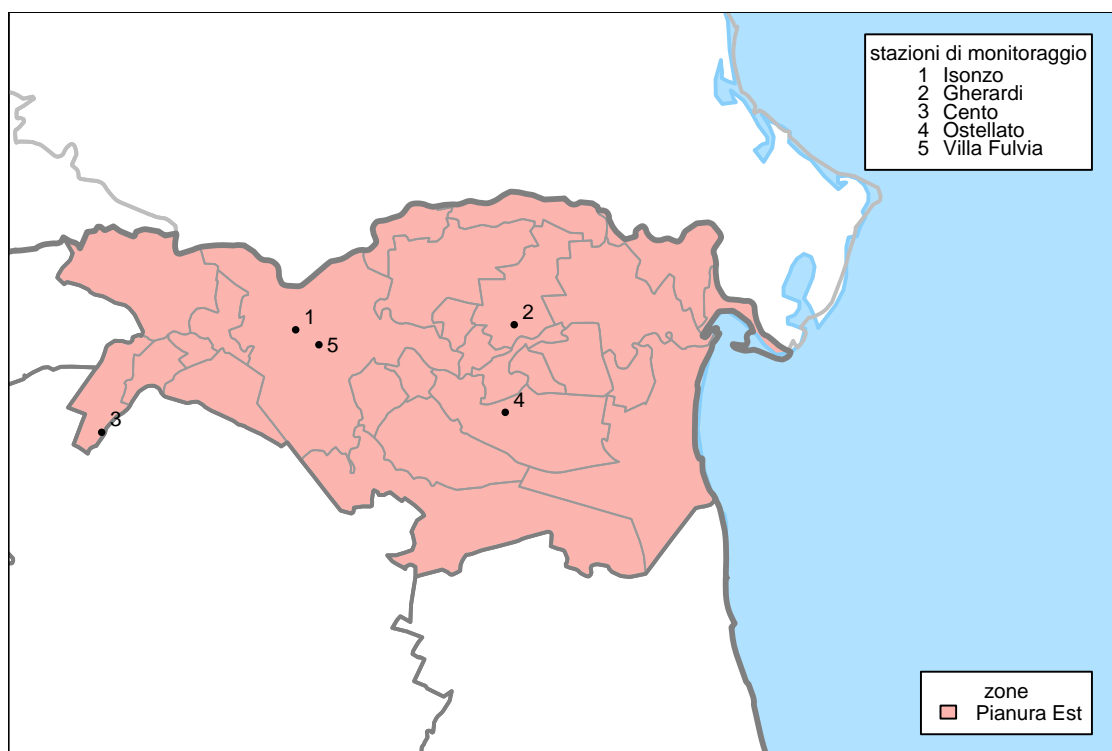 stazioni di monitoraggio
1 Isonzo
2 Gherardi
3 Cento
4 Ostellato
5 Villa Fulvia
2
1
5
4
3
zone
Pianura Est